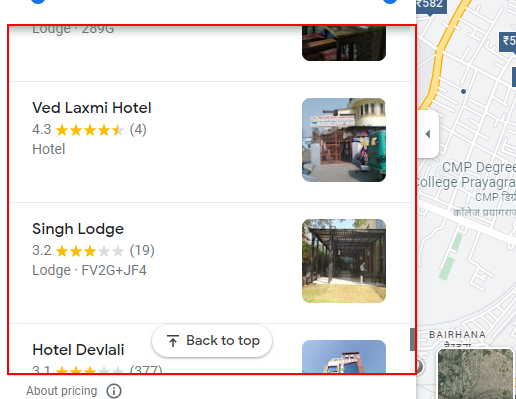 ₹582
Lodge · 289G
₹5
Ved Laxmi Hotel
4.3 (4)
Hotel
CMP Degree
College Prayagra
CMP डिग्र
कॉलेज प्रयागराज
Singh Lodge
3.2 (19)
Lodge · FV2G+JF4
BAIRHANA
Back to top
Hotel Devlali
3.1 (377)
About pricing